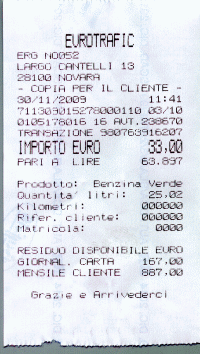 EUROTRAFIC
ERG NO052
LARGO CANTELLI 13
28100 NOVARA
- COPIA PER IL CLIENTE -
30/11/2009 11:41
711309015278000110 03/10
0105178016 16 AUT.238670
TRANSAZIONE 980763916207
IMPORTO EURO 33,00
PARI A LIRE 63.897
Prodotto: Benzina Verde
Quantita' litri: 25,02
Kilometri: 000000
Rifer. cliente: 000000
Matricola: 0000
RESIDUO DISPONIBILE EURO
GIORNAL. CARTA 167,00
MENSILE CLIENTE 887,00
Grazie e Arrivederci